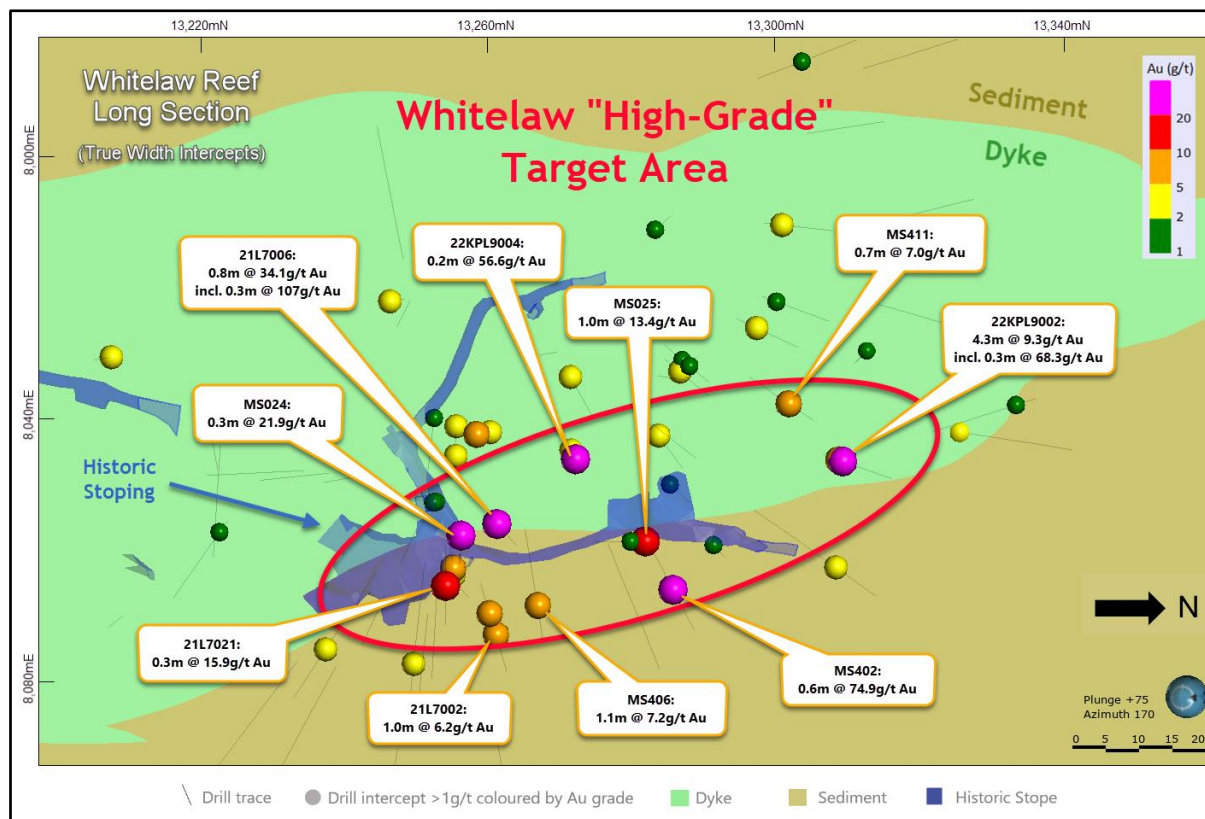 13,220mN
13,260mN
13,300mN
13,340mN
Whitelaw Reef
Long Section
(True Width Intercepts)
Whitelaw "High-Grade"
Target Area
Sediment
Dyke
Au (g/t)
20
10
5
2
1
8,000mE
8,040mE
8,080mE
21L7006:
0.8m @ 34.1g/t Au
incl. 0.3m @ 107g/t Au
22KPL9004:
0.2m @ 56.6g/t Au
MS411:
0.7m @ 7.0g/t Au
MS025:
1.0m @ 13.4g/t Au
22KPL9002:
4.3m @ 9.3g/t Au
incl. 0.3m @ 68.3g/t Au
MS024:
0.3m @ 21.9g/t Au
Historic
Stoping
21L7021:
0.3m @ 15.9g/t Au
21L7002:
1.0m @ 6.2g/t Au
MS406:
1.1m @ 7.2g/t Au
MS402:
0.6m @ 74.9g/t Au
N
Plunge +75
Azimuth 170
0 5 10 15 20
Drill trace
Drill intercept >1g/t coloured by Au grade
Dyke
Sediment
Historic Stope